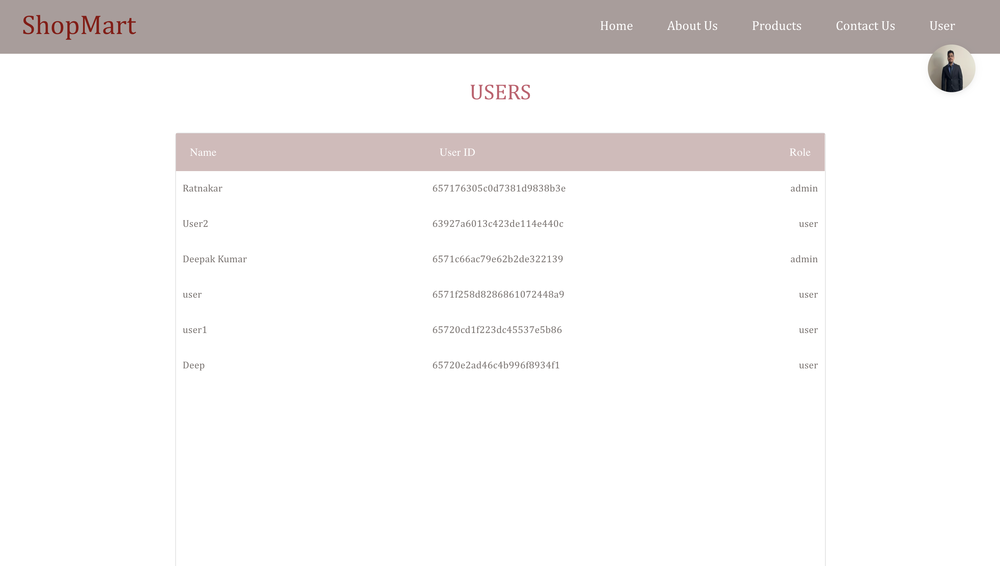 ShopMart Home About Us Products Contact Us User
USERS
Name User ID Role
Ratnakar 657176305c0d7381d9838b3e admin
User2 63927a6013c423de114e440c user
Deepak Kumar 6571c66ac79e62b2de322139 admin
user 6571f258d8286861072448a9 user
user1 65720cd1f223dc45537e5b86 user
Deep 65720e2ad46c4b996f8934f1 user